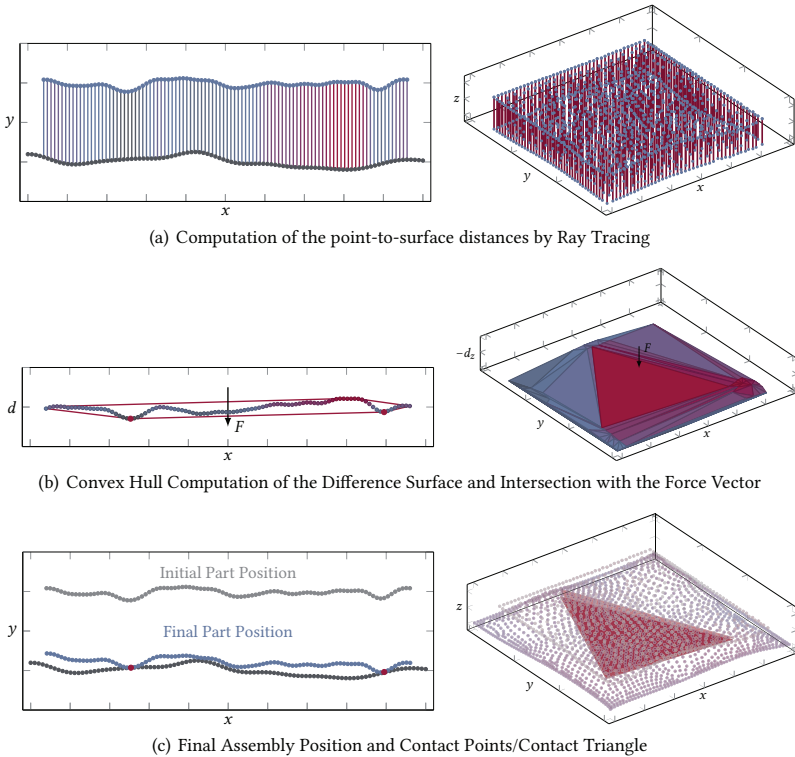 y
x
z
y
x
(a) Computation of the point-to-surface distances by Ray Tracing
d
F
x
−dz
F
y
x
(b) Convex Hull Computation of the Difference Surface and Intersection with the Force Vector
Initial Part Position
Final Part Position
y
x
z
y
x
(c) Final Assembly Position and Contact Points/Contact Triangle